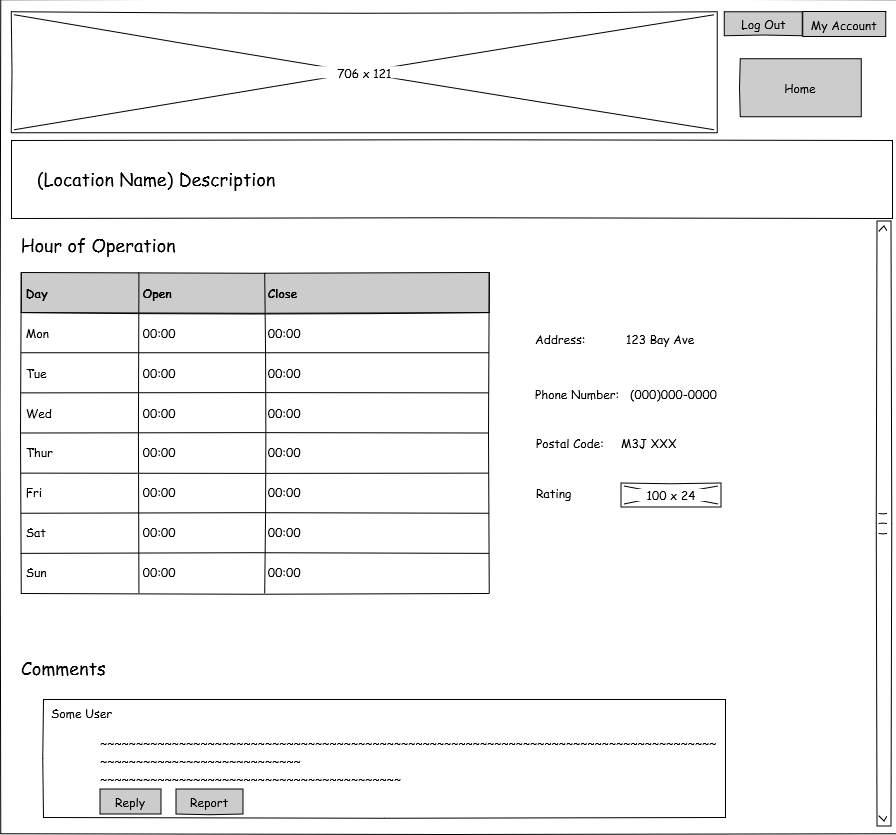 706 x 121
Log Out
My Account
Home
(Location Name) Description
Hour of Operation
Day Open Close
Mon 00:00 00:00
Tue 00:00 00:00
Wed 00:00 00:00
Thur 00:00 00:00
Fri 00:00 00:00
Sat 00:00 00:00
Sun 00:00 00:00
Address: 123 Bay Ave
Phone Number: (000)000-0000
Postal Code: M3J XXX
Rating 100 x 24
Comments
Some User
Reply
Report